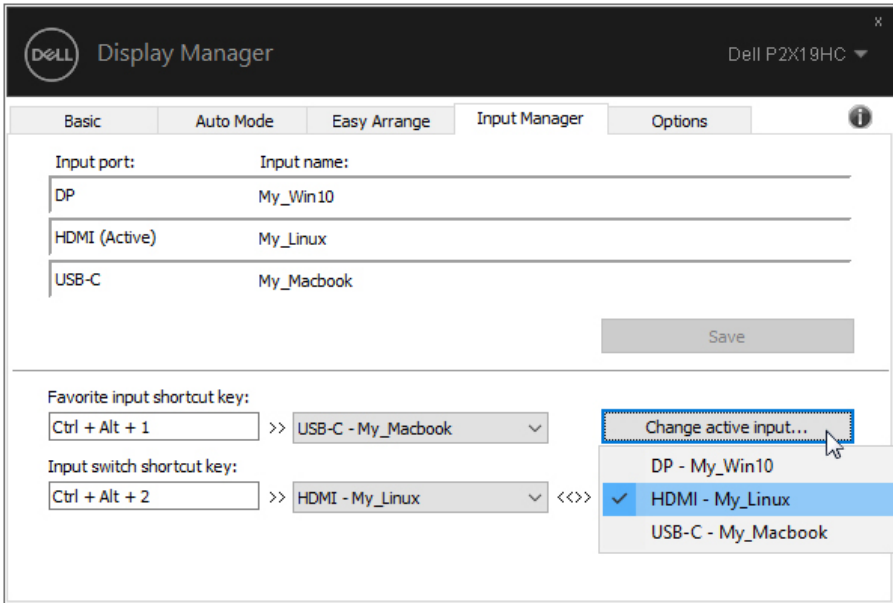 x
DELL Display Manager
Dell P2X19HC
Basic Auto Mode Easy Arrange Input Manager Options i
Input port: Input name:
DP My_Win10
HDMI (Active) My_Linux
USB-C My_Macbook
Save
Favorite input shortcut key:
Ctrl + Alt + 1 >> USB-C - My_Macbook Change active input...
DP - My_Win10
Input switch shortcut key:
Ctrl + Alt + 2 >> HDMI - My_Linux <<>> HDMI - My_Linux
USB-C - My_Macbook